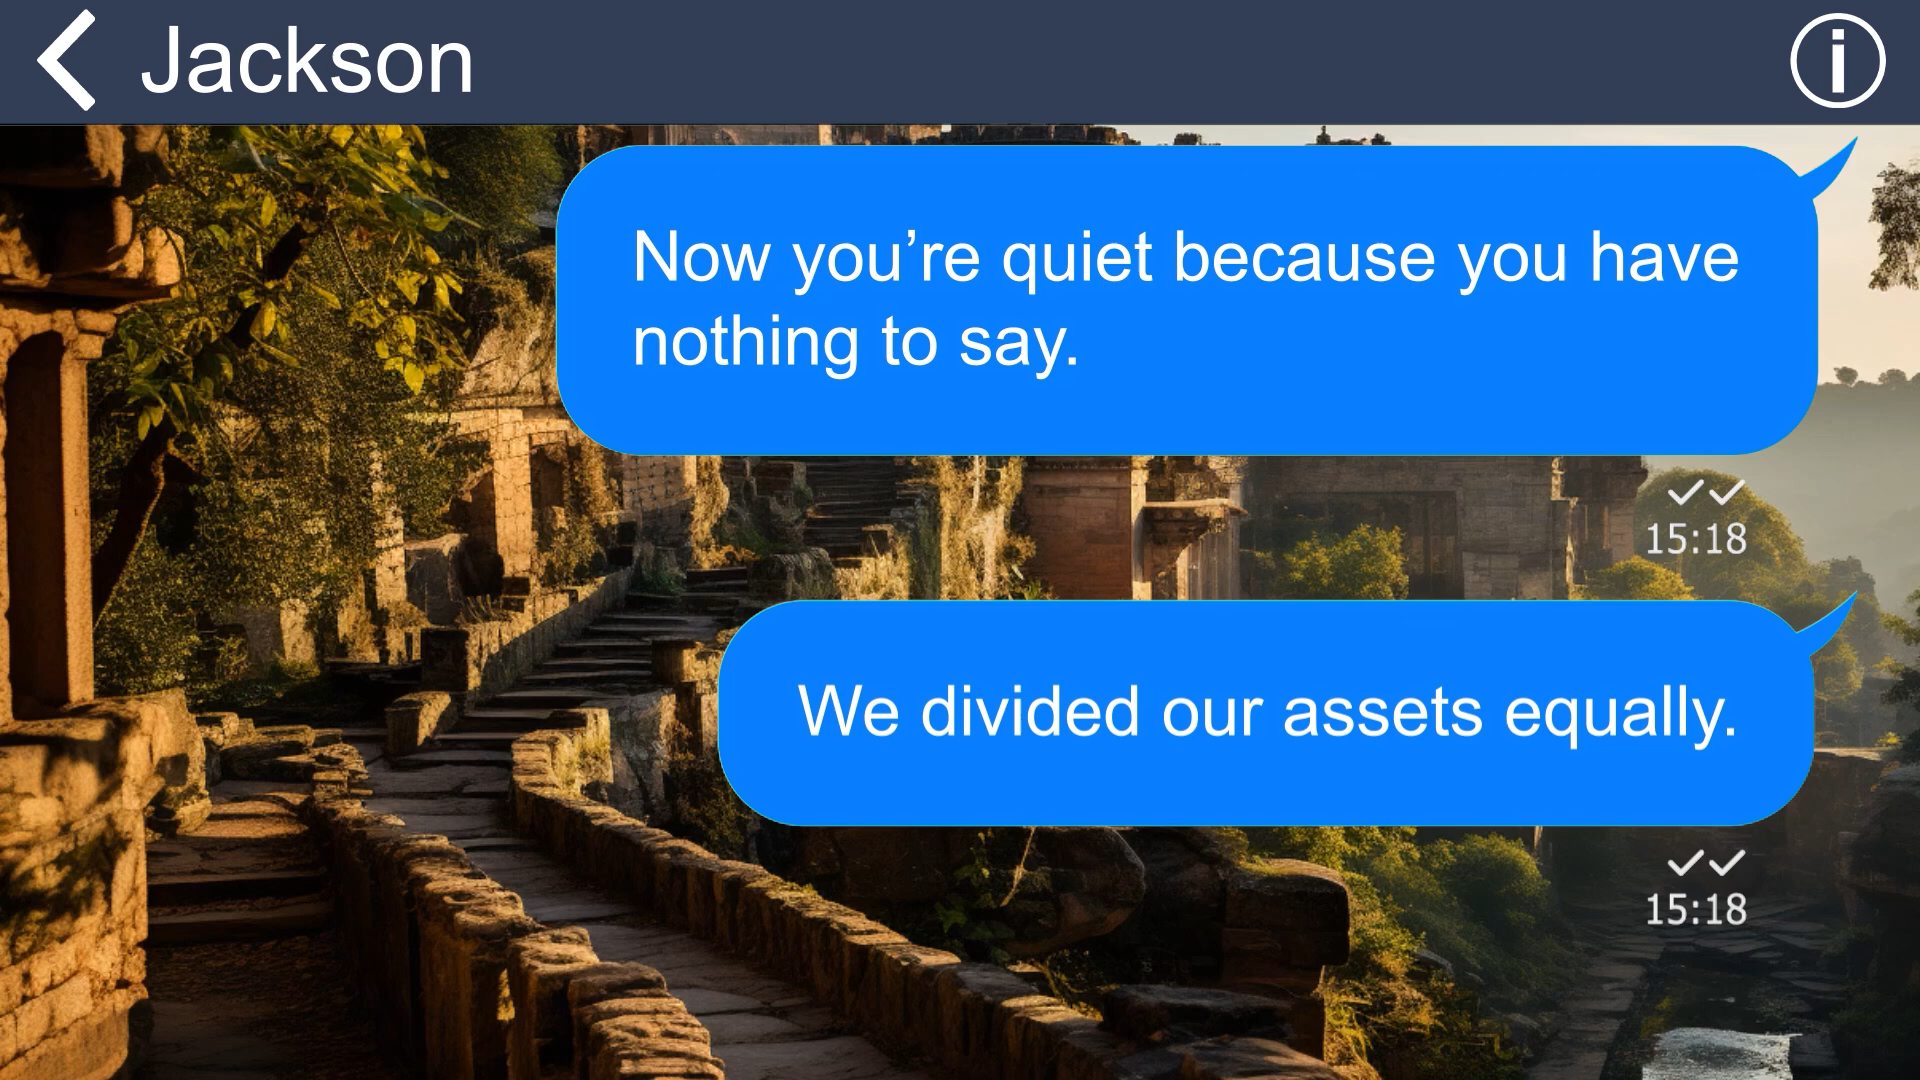 Jackson
Now you’re quiet because you have
nothing to say.
15:18
We divided our assets equally.
15:18